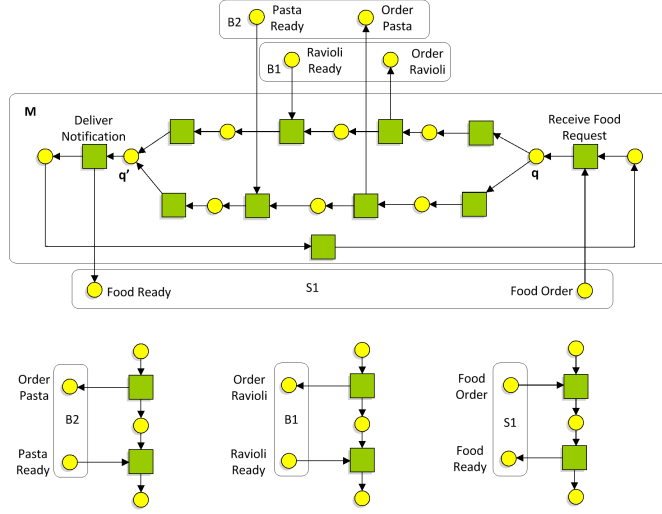 B2
Pasta
Ready
Order
Pasta
B1
Ravioli
Ready
Order
Ravioli
M
Deliver
Notification
Receive Food
Request
q'
q
Food Ready
S1
Food Order
Order
Pasta
B2
Pasta
Ready
Order
Ravioli
B1
Ravioli
Ready
Food
Order
S1
Food
Ready